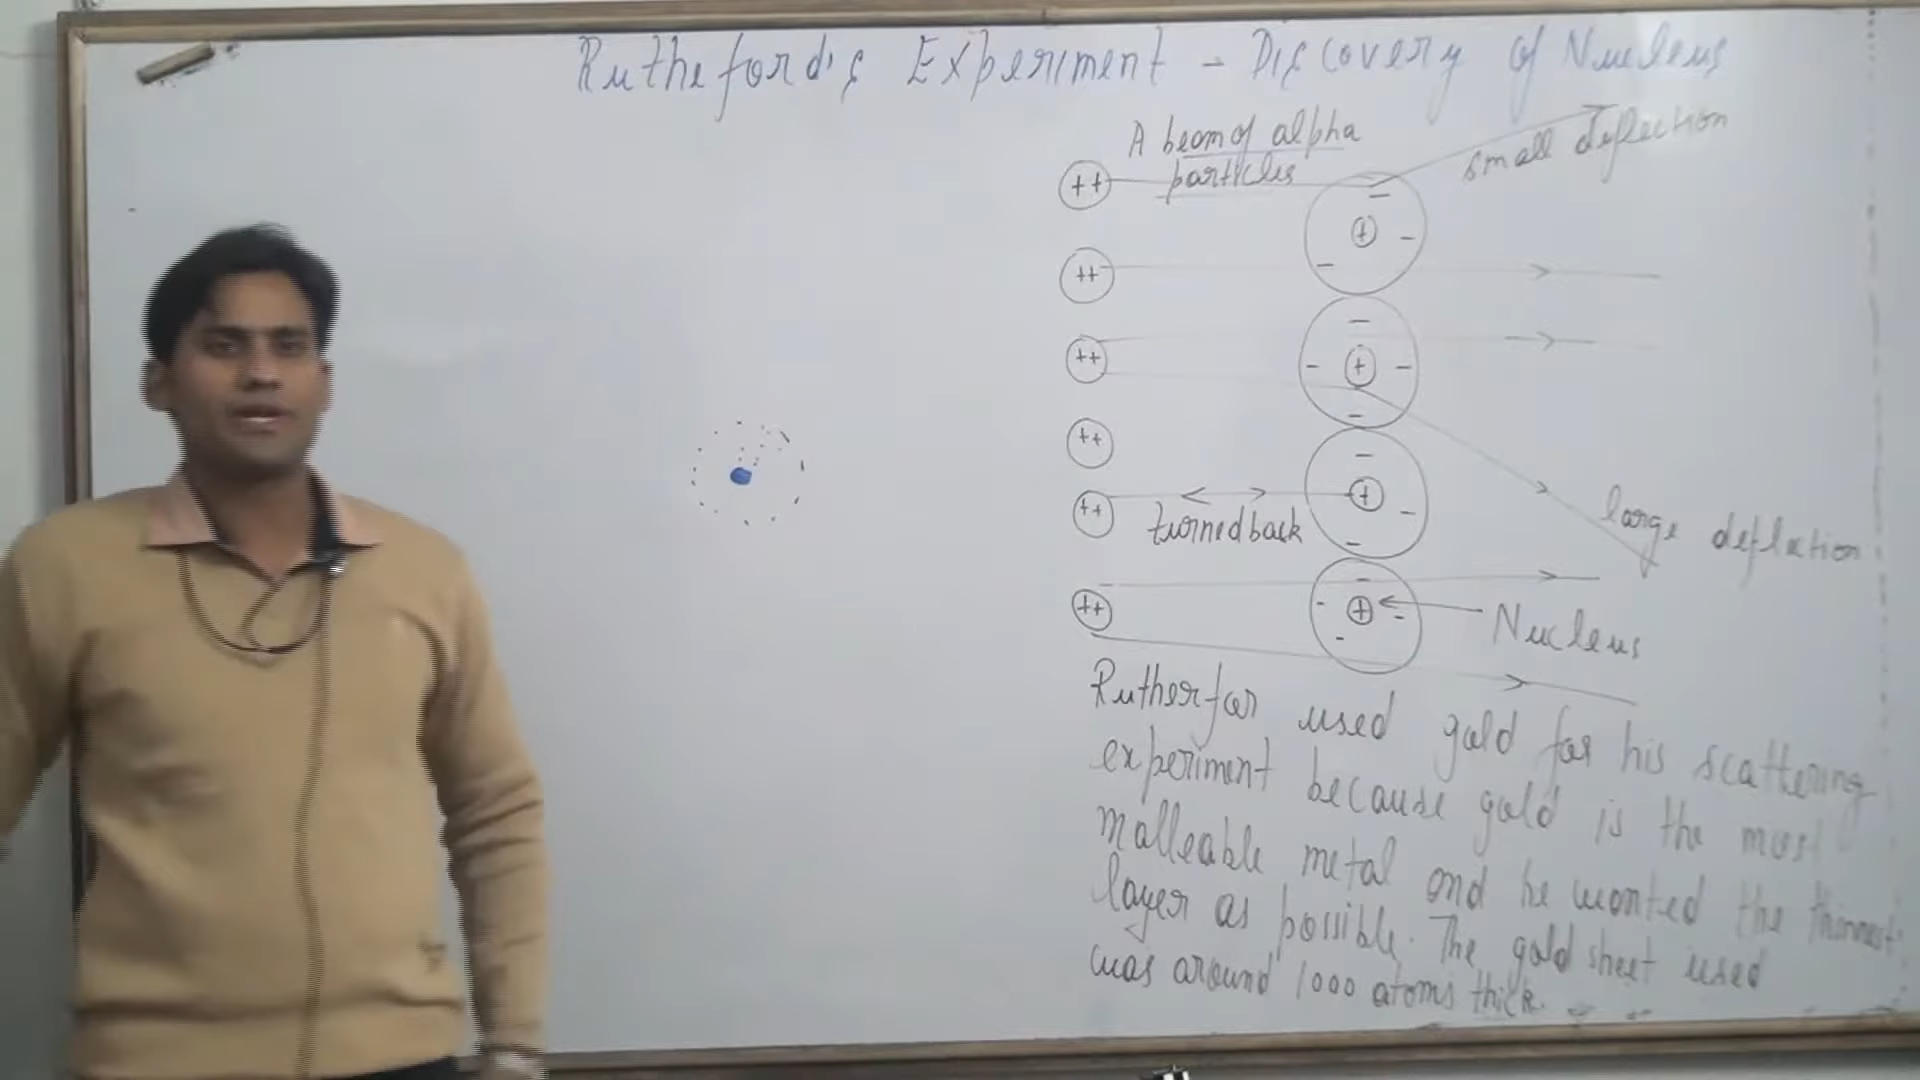 Rutheford's Experiment - Discovery of Nucleus
A beam of alpha
particles
small deflection
++
++
++
++
++
++
turned back
large deflection
Nucleus
Rutherfor used gold for his scattering
experiment because gold is the most
malleable metal and he wanted the thinnest
layer as possible. The gold sheet used
was around 1000 atoms thick.